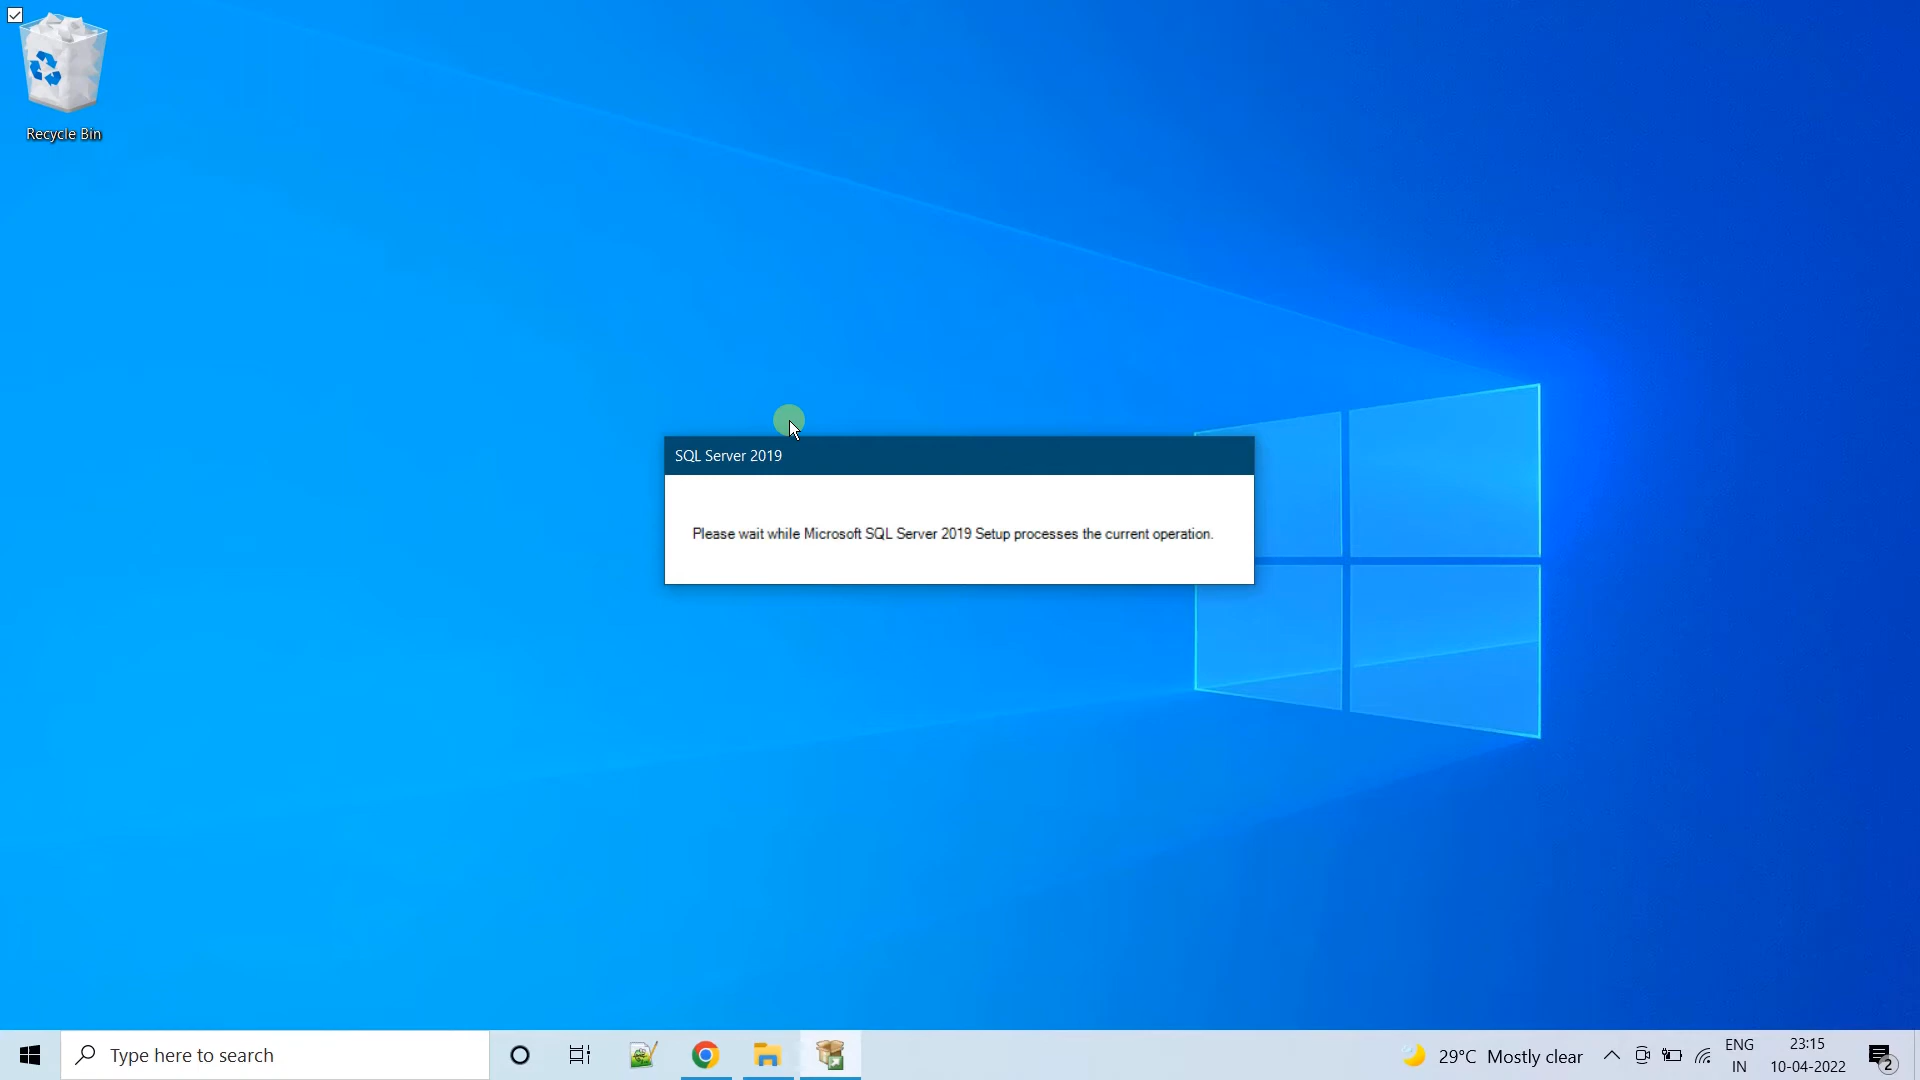 Recycle Bin
SQL Server 2019
Please wait while Microsoft SQL Server 2019 Setup processes the current operation.
Type here to search
29°C Mostly clear
ENG
IN
23:15
10-04-2022
2